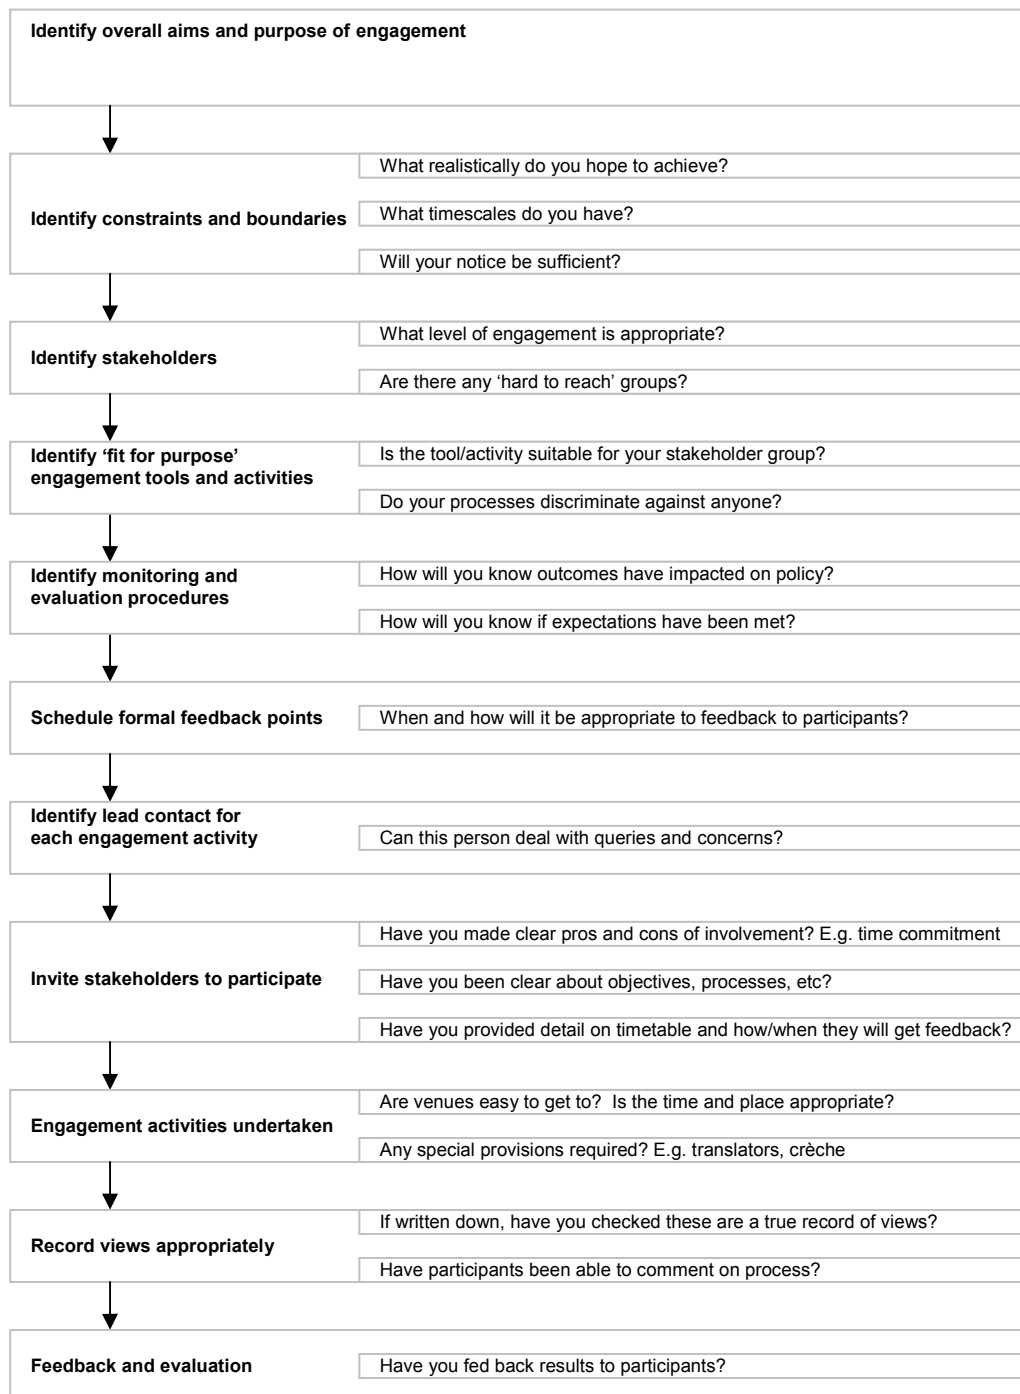 Identify overall aims and purpose of engagement
What realistically do you hope to achieve?
Identify constraints and boundaries
What timescales do you have?
Will your notice be sufficient?
What level of engagement is appropriate?
Identify stakeholders
Are there any ‘hard to reach’ groups?
Identify ‘fit for purpose’
engagement tools and activities
Is the tool/activity suitable for your stakeholder group?
Do your processes discriminate against anyone?
Identify monitoring and
evaluation procedures
How will you know outcomes have impacted on policy?
How will you know if expectations have been met?
Schedule formal feedback points
When and how will it be appropriate to feedback to participants?
Identify lead contact for
each engagement activity
Can this person deal with queries and concerns?
Have you made clear pros and cons of involvement? E.g. time commitment
Invite stakeholders to participate
Have you been clear about objectives, processes, etc?
Have you provided detail on timetable and how/when they will get feedback?
Are venues easy to get to?  Is the time and place appropriate?
Engagement activities undertaken
Any special provisions required? E.g. translators, crèche
If written down, have you checked these are a true record of views?
Record views appropriately
Have participants been able to comment on process?
Feedback and evaluation
Have you fed back results to participants?